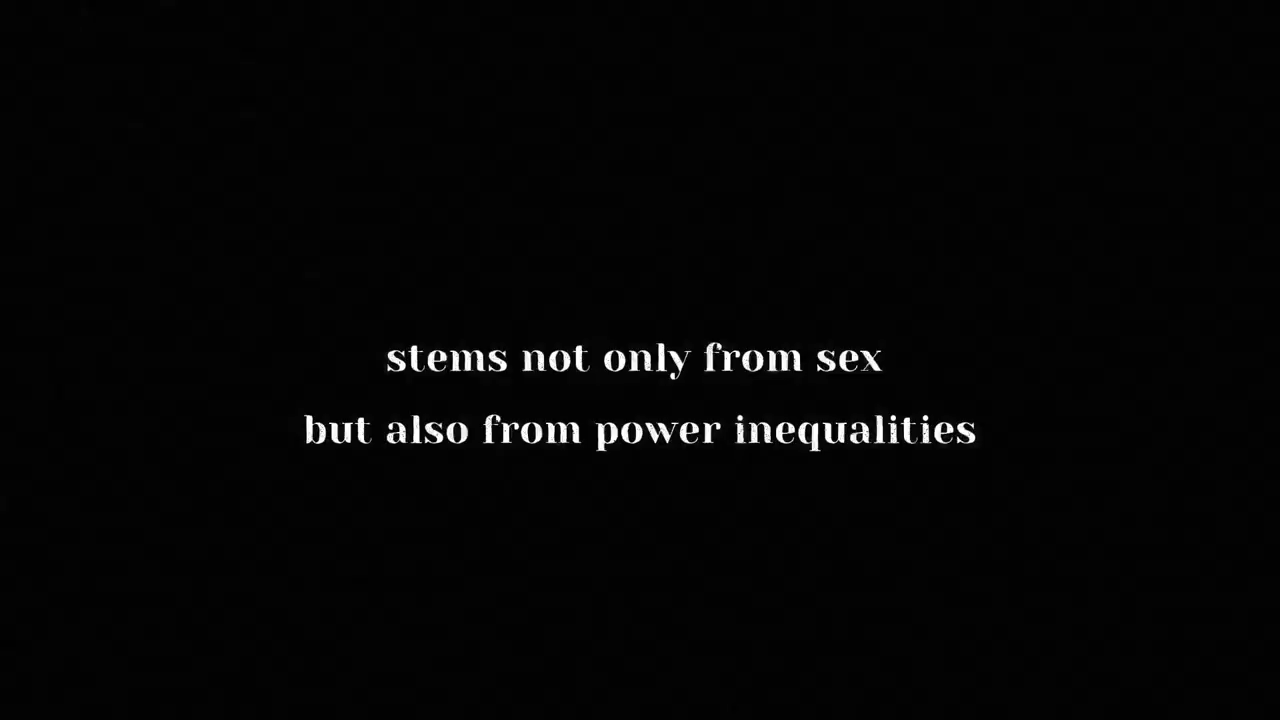 stems not only from sex
but also from power inequalities